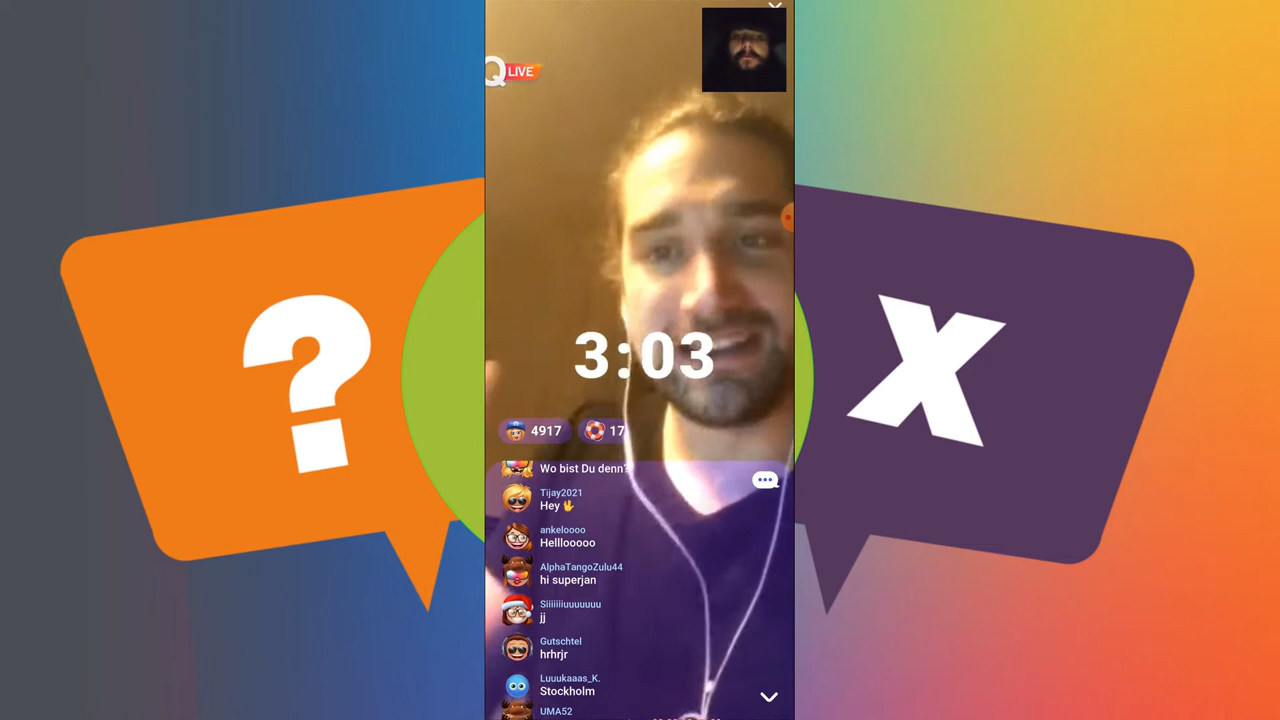 Q LIVE
?
X
3:03
4917
17
Wo bist Du denn?
Tijay2021
Hey 🖖
ankeloooo
Hellooooo
AlphaTangoZulu44
hi superjan
Siiiiiiiuuuuuuu
jj
Gutschtel
hrhrjr
Luuukaaas_K.
Stockholm
UMA52